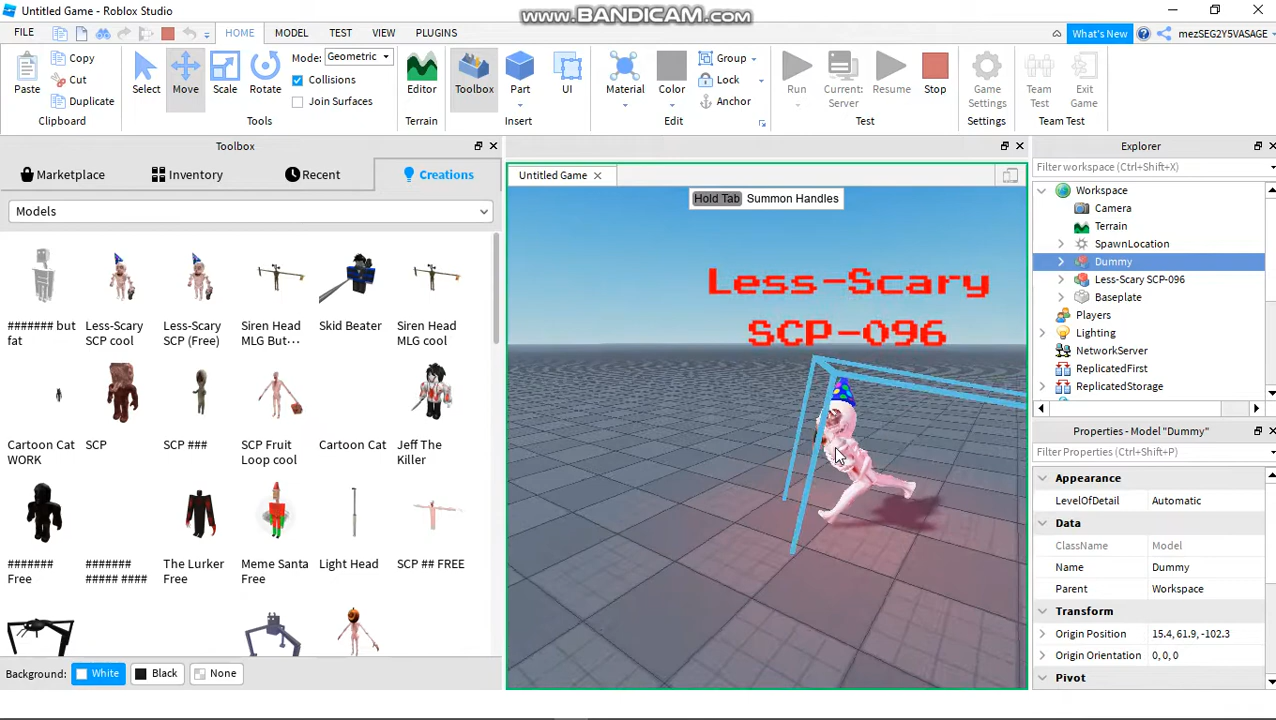 Untitled Game - Roblox Studio
www.BANDICAM.com
FILE
HOME
MODEL
TEST
VIEW
PLUGINS
What's New
mezSEG2Y5VASAGE
Paste
Copy
Cut
Duplicate
Clipboard
Select
Move
Scale
Rotate
Mode: Geometric
Collisions
Join Surfaces
Tools
Editor
Terrain
Toolbox
Part
UI
Insert
Material
Color
Group
Lock
Anchor
Edit
Run
Current:
Server
Resume
Stop
Test
Game
Settings
Settings
Team
Test
Exit
Game
Team Test
Toolbox
Marketplace
Inventory
Recent
Creations
Models
####### but
fat
Less-Scary
SCP cool
Less-Scary
SCP (Free)
Siren Head
MLG But…
Skid Beater
Siren Head
MLG cool
Cartoon Cat
WORK
SCP
SCP ###
SCP Fruit
Loop cool
Cartoon Cat
Jeff The
Killer
#######
Free
#######
##### ####
The Lurker
Free
Meme Santa
Free
Light Head
SCP ## FREE
Background:
White
Black
None
Untitled Game
Hold Tab
Summon Handles
Less-Scary
SCP-096
Explorer
Filter workspace (Ctrl+Shift+X)
Workspace
Camera
Terrain
SpawnLocation
Dummy
Less-Scary SCP-096
Baseplate
Players
Lighting
NetworkServer
ReplicatedFirst
ReplicatedStorage
Properties - Model "Dummy"
Filter Properties (Ctrl+Shift+P)
Appearance
LevelOfDetail Automatic
Data
ClassName Model
Name Dummy
Parent Workspace
Transform
Origin Position 15.4, 61.9, -102.3
Origin Orientation 0, 0, 0
Pivot